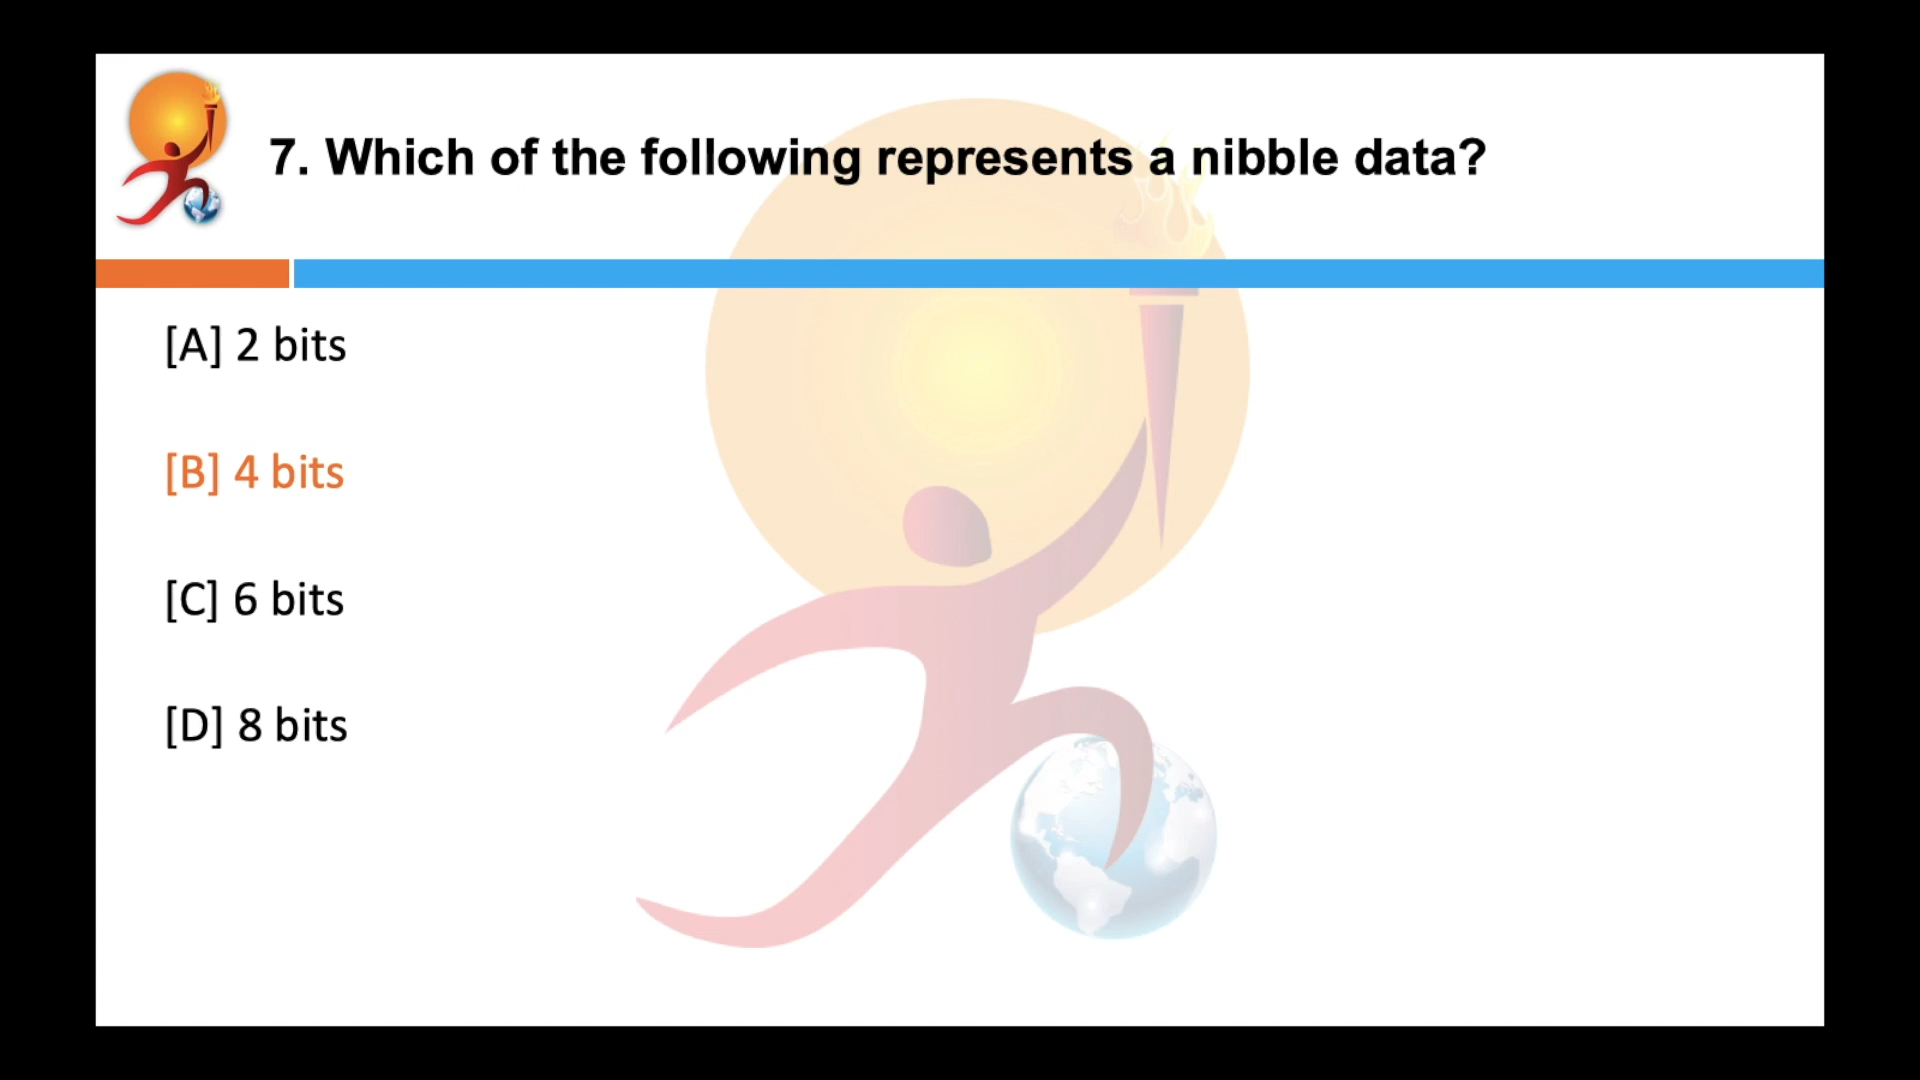 7. Which of the following represents a nibble data?
[A] 2 bits
[B] 4 bits
[C] 6 bits
[D] 8 bits